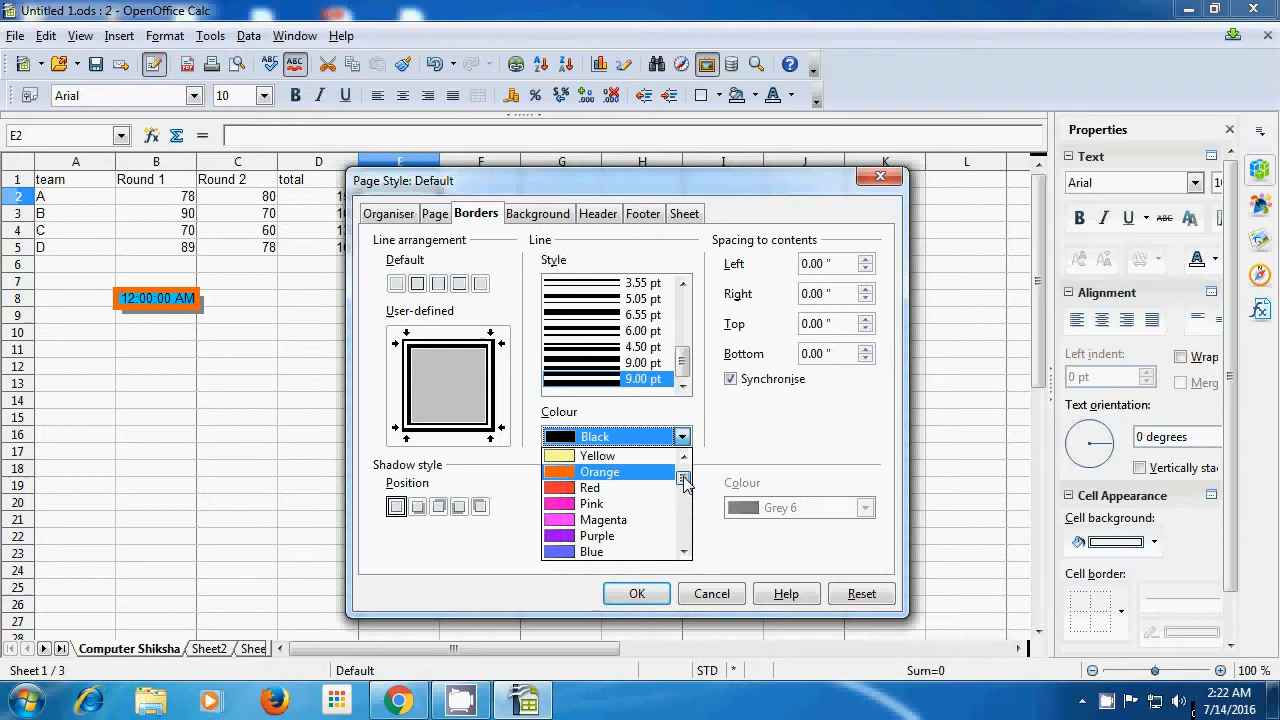 Untitled 1.ods : 2 - OpenOffice Calc
File Edit View Insert Format Tools Data Window Help
Arial 10
E2
A B C D E F G H I J K L
1 team Round 1 Round 2 total
2 A 78 80
3 B 90 70
4 C 70 60
5 D 89 78
6
7
8 12:00:00 AM
9
10
11
12
13
14
15
16
17
18
19
20
21
22
23
24
25
26
27
28
Page Style: Default
Organiser Page Borders Background Header Footer Sheet
Line arrangement
Default
User-defined
Shadow style
Position
Line
Style
3.55 pt
5.05 pt
6.55 pt
6.00 pt
4.50 pt
9.00 pt
9.00 pt
Colour
Black
Yellow
Orange
Red
Pink
Magenta
Purple
Blue
Spacing to contents
Left 0.00 "
Right 0.00 "
Top 0.00 "
Bottom 0.00 "
Synchronise
Colour
Grey 6
OK Cancel Help Reset
Properties
Text
Arial
Alignment
Left indent: Wrap
0 pt Merg
Text orientation:
0 degrees
Vertically sta
Cell Appearance
Cell background:
Cell border:
Computer Shiksha Sheet2 Shee
Sheet 1 / 3 Default STD * Sum=0 100 %
2:22 AM
7/14/2016